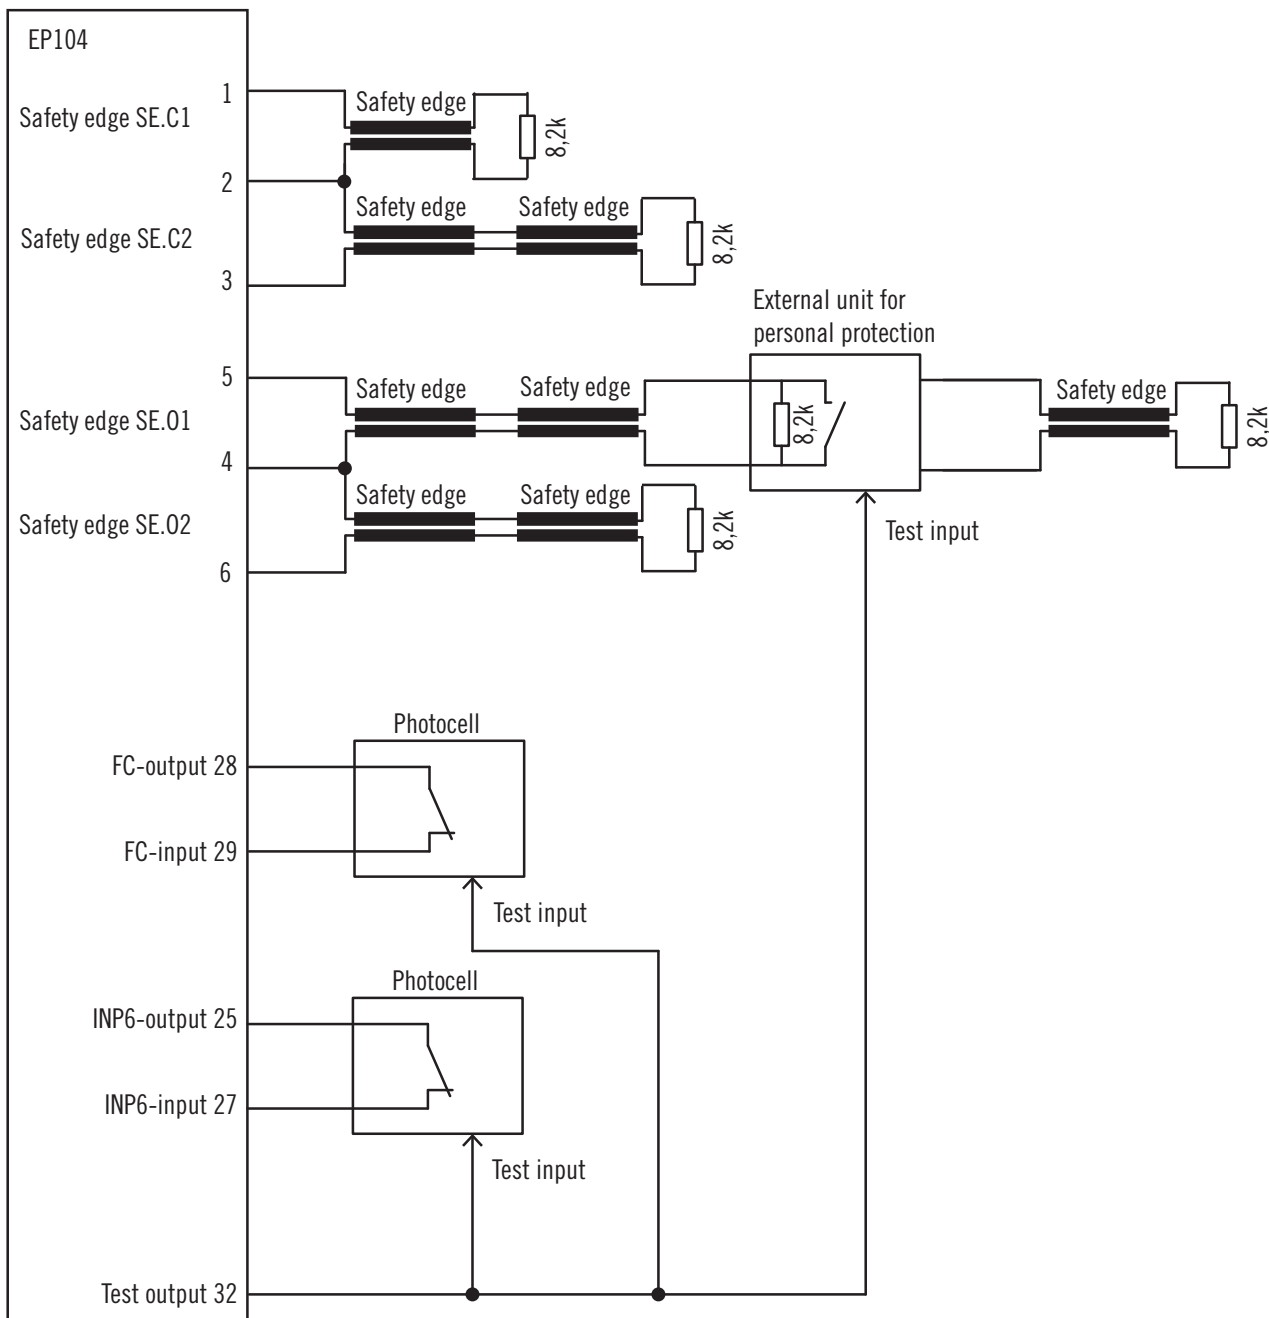 EP104
1
Safety edge
Safety edge SE.C1
8,2k
2
Safety edge
Safety edge
Safety edge SE.C2
8,2k
3
External unit for
personal protection
5
Safety edge
Safety edge
Safety edge
Safety edge SE.O1
8,2k
8,2k
4
Safety edge
Safety edge
Safety edge SE.O2
8,2k
Test input
6
Photocell
FC-output 28
FC-input 29
Test input
Photocell
INP6-output 25
INP6-input 27
Test input
Test output 32